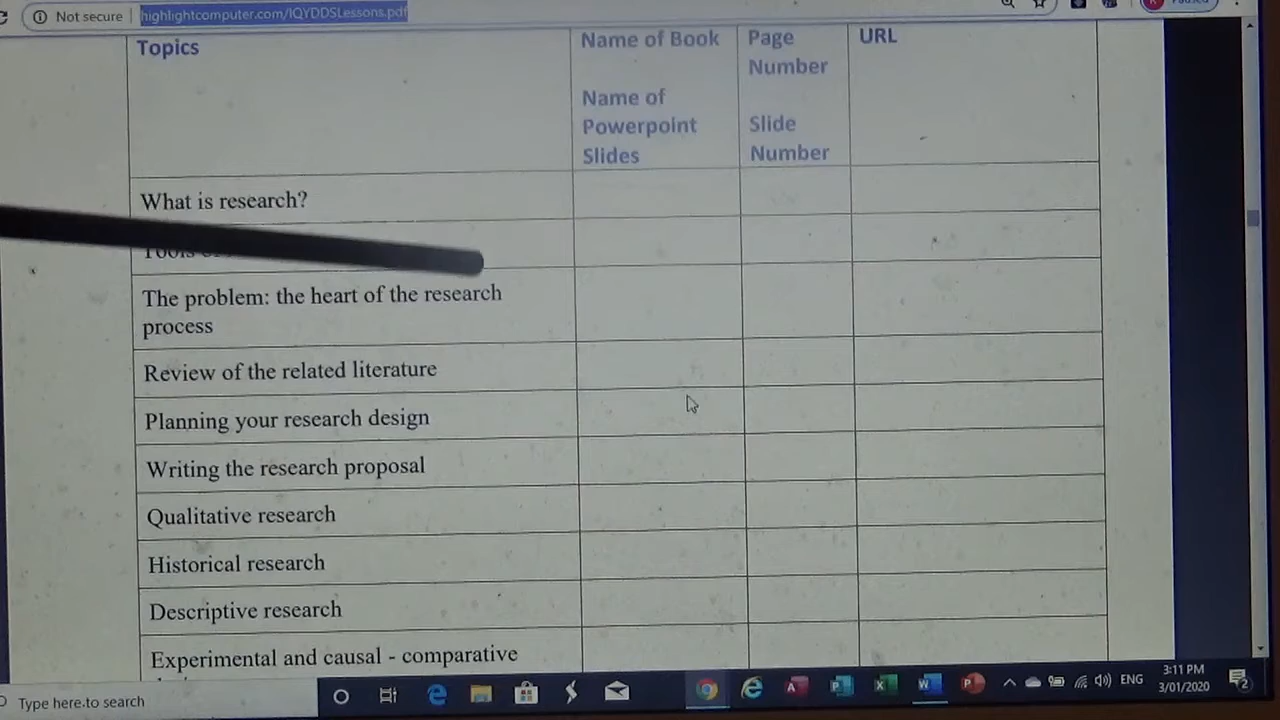 Not secure
highlightcomputer.com/IQYDDSLessons.pdf
Paused
Topics
Name of Book
Name of
Powerpoint
Slides
Page
Number
Slide
Number
URL
What is research?
Tools
The problem: the heart of the research
process
Review of the related literature
Planning your research design
Writing the research proposal
Qualitative research
Historical research
Descriptive research
Experimental and causal - comparative
Type here to search
ENG
3:11 PM
3/01/2020
2